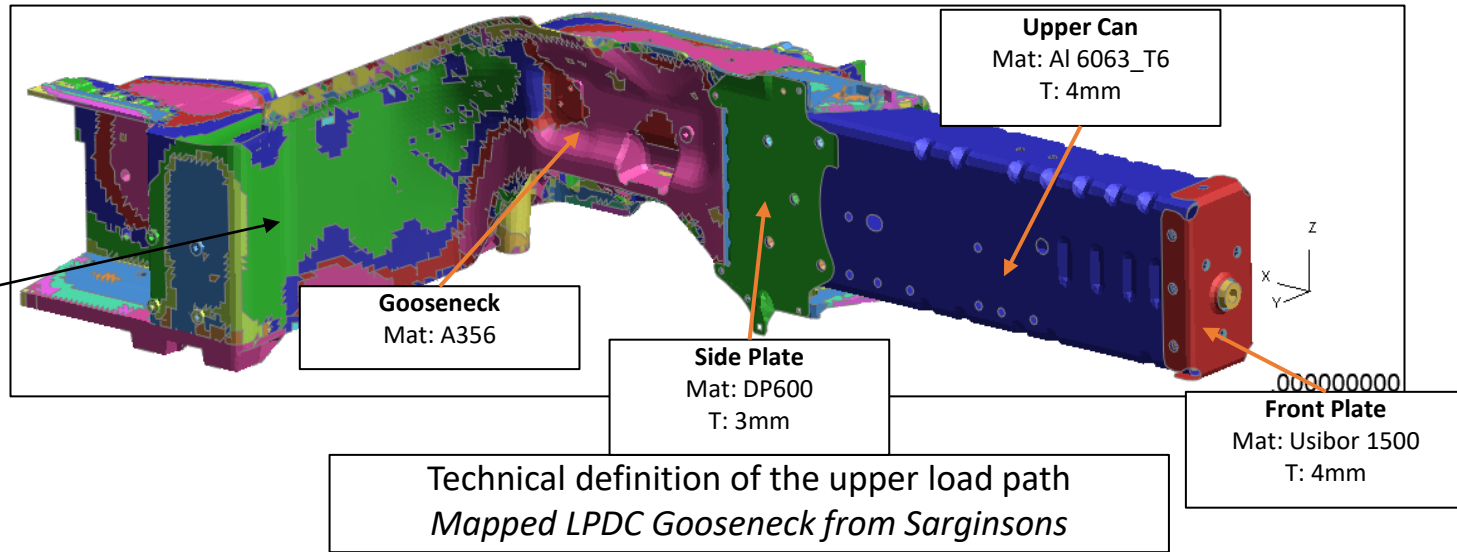 Upper Can
Mat: Al 6063_T6
T: 4mm
Z
X
Y
Gooseneck
Mat: A356
Side Plate
Mat: DP600
T: 3mm
.000000000
Front Plate
Mat: Usibor 1500
T: 4mm
Technical definition of the upper load path
Mapped LPDC Gooseneck from Sarginsons